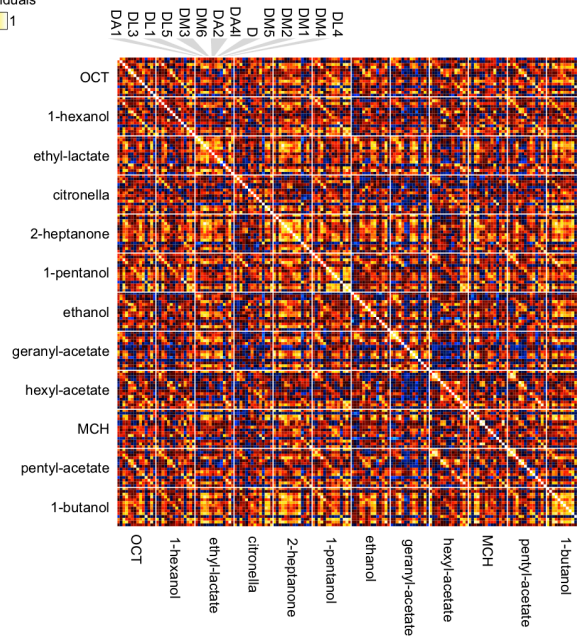 iduals
1
DA1
DL3
DL1
DL5
DM3
DM6
DA2
DA4l
D
DM5
DM2
DM1
DM4
DL4
OCT
1-hexanol
ethyl-lactate
citronella
2-heptanone
1-pentanol
ethanol
geranyl-acetate
hexyl-acetate
MCH
pentyl-acetate
1-butanol
OCT
1-hexanol
ethyl-lactate
citronella
2-heptanone
1-pentanol
ethanol
geranyl-acetate
hexyl-acetate
MCH
pentyl-acetate
1-butanol